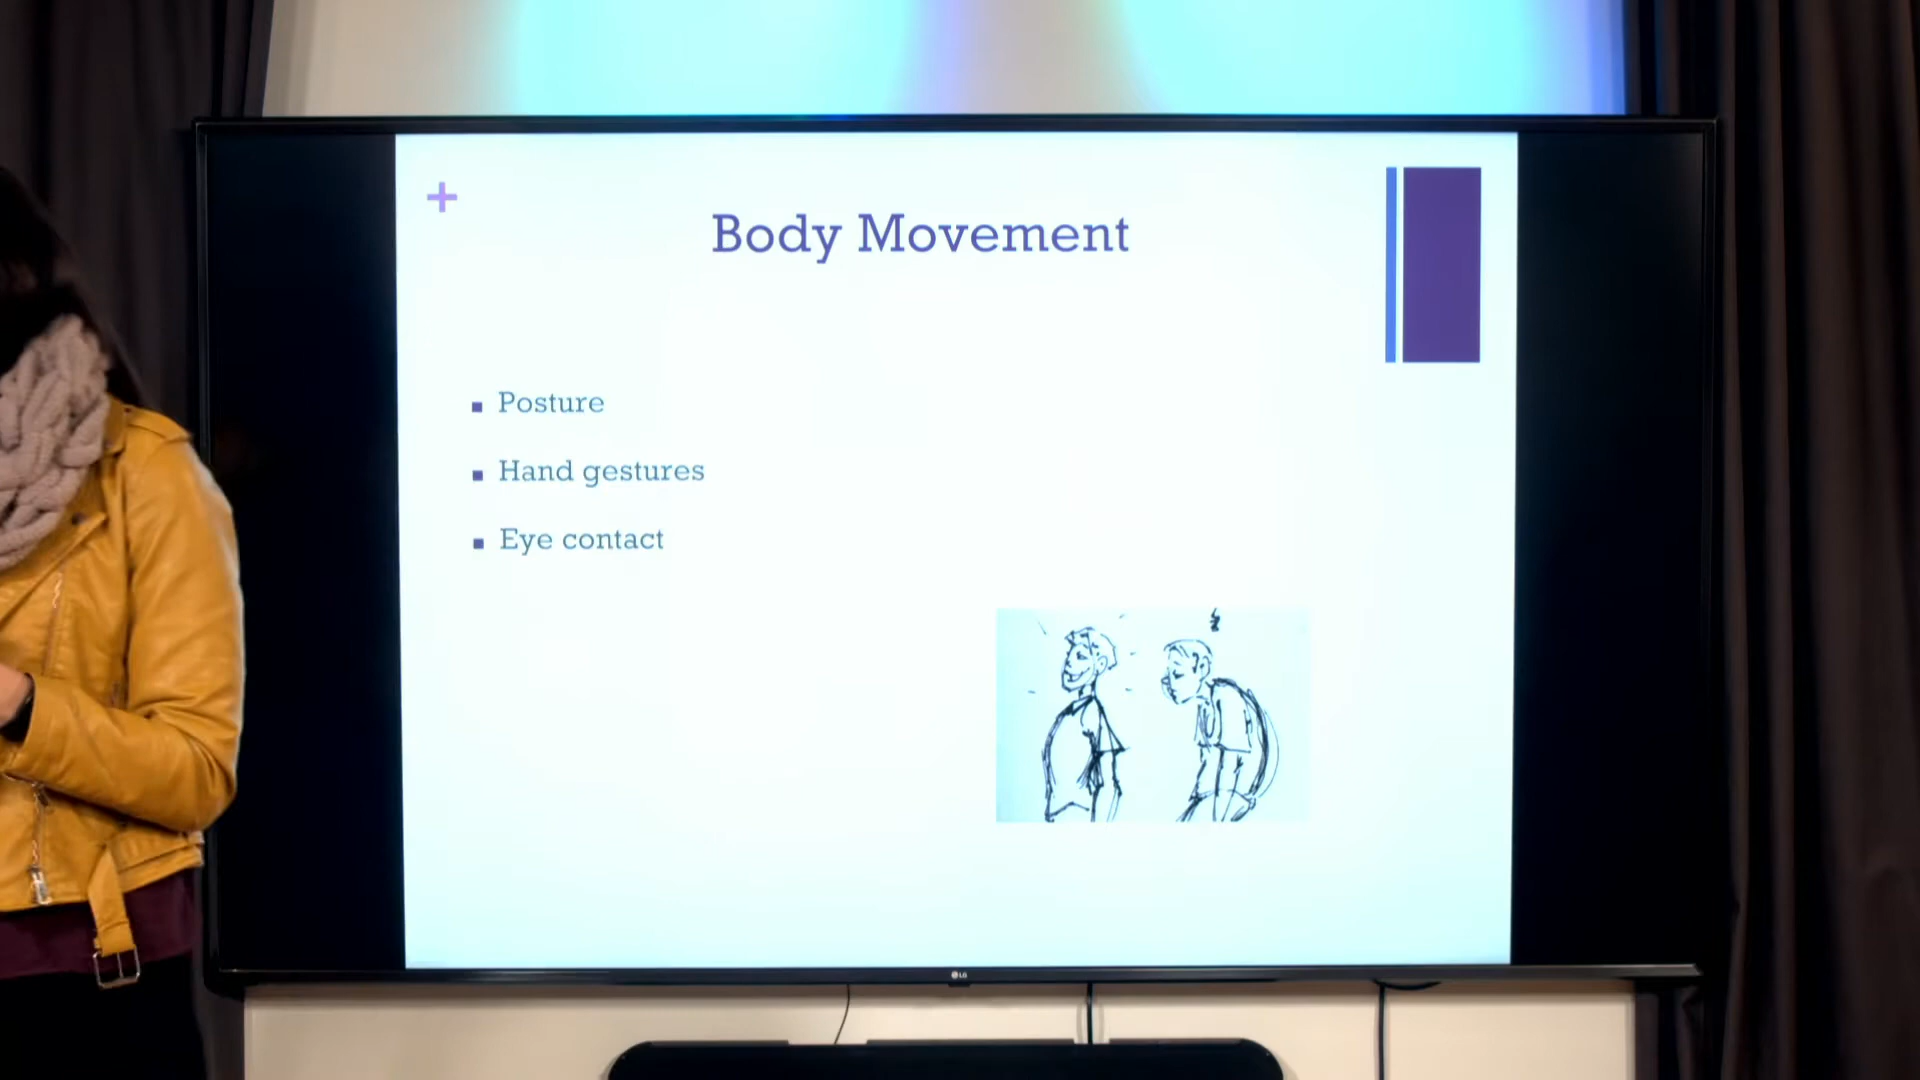 +
Body Movement
▪ Posture
▪ Hand gestures
▪ Eye contact
LG